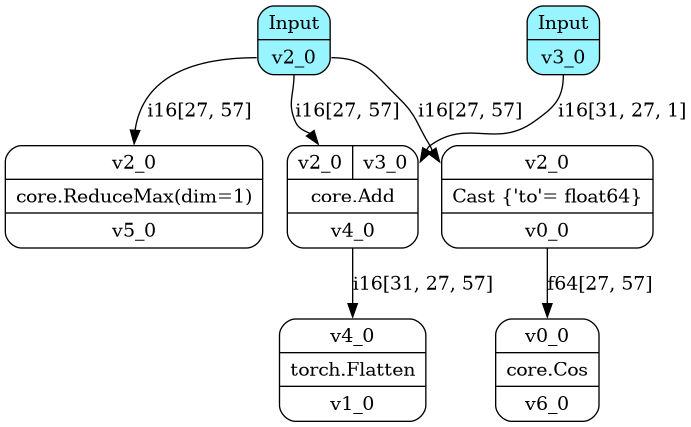 Input
v2_0
Input
v3_0
i16[27, 57]
i16[27, 57]
i16[27, 57]
i16[31, 27, 1]
v2_0
core.ReduceMax(dim=1)
v5_0
v2_0 v3_0
core.Add
v4_0
v2_0
Cast {'to'= float64}
v0_0
i16[31, 27, 57]
f64[27, 57]
v4_0
torch.Flatten
v1_0
v0_0
core.Cos
v6_0